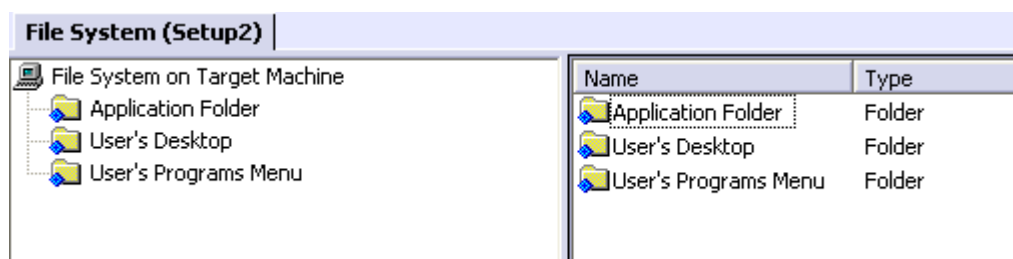 File System (Setup2)
File System on Target Machine
Application Folder
User's Desktop
User's Programs Menu
Name Type
Application Folder Folder
User's Desktop Folder
User's Programs Menu Folder